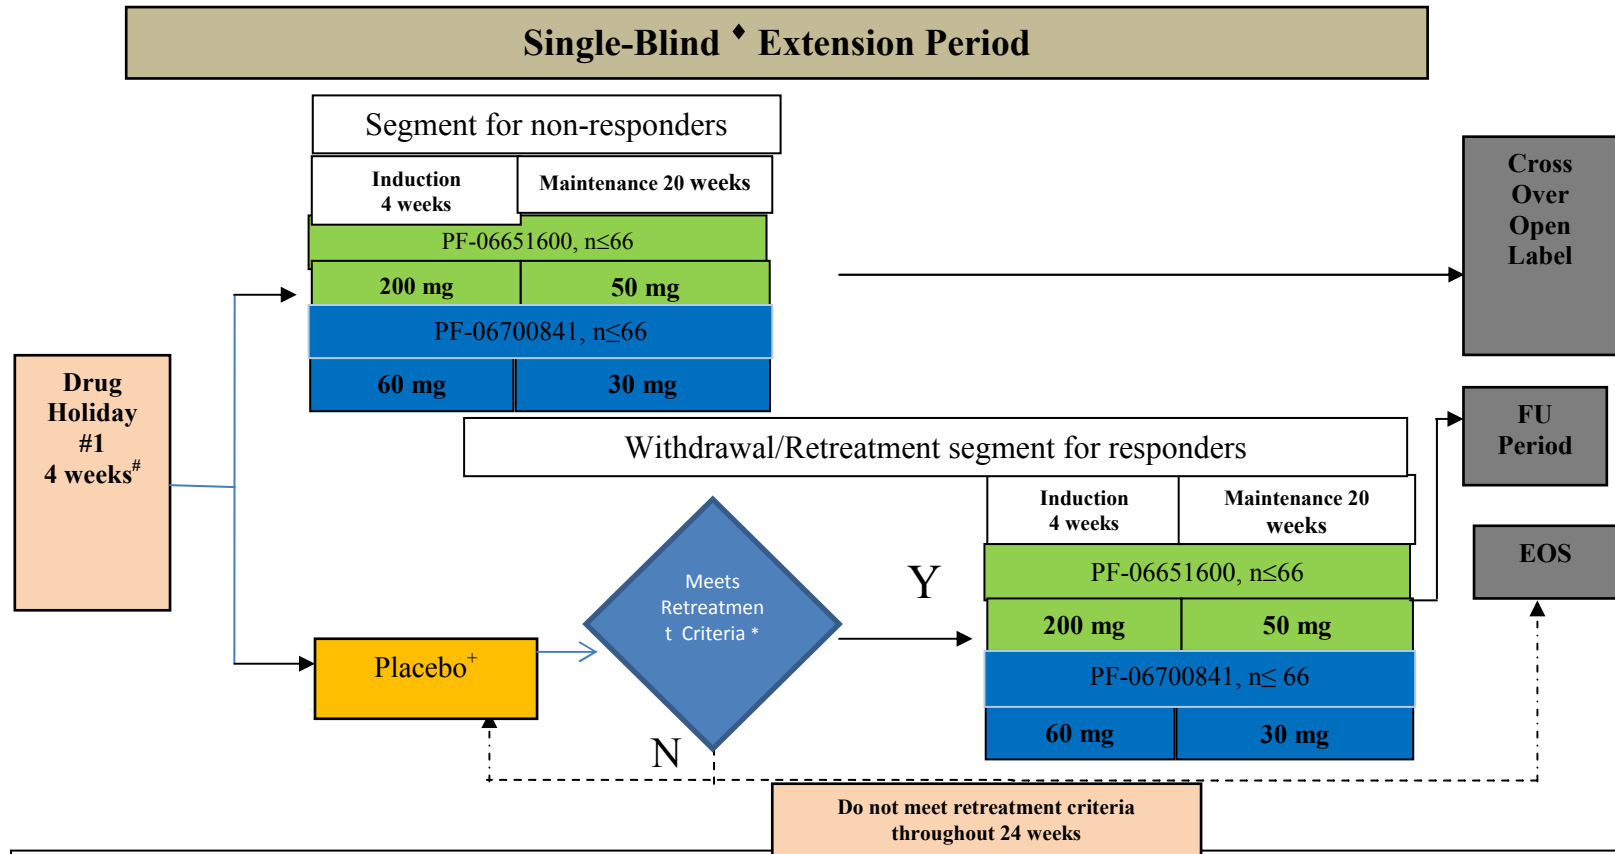 Single-Blind ♦ Extension Period
Segment for non-responders
Induction
4 weeks
Maintenance 20 weeks
PF-06651600, n≤66
200 mg
50 mg
PF-06700841, n≤66
60 mg
30 mg
Cross
Over
Open
Label
Drug
Holiday
#1
4 weeks#
FU
Period
Withdrawal/Retreatment segment for responders
Induction
4 weeks
Maintenance 20
weeks
EOS
PF-06651600, n≤66
200 mg
50 mg
PF-06700841, n≤ 66
60 mg
30 mg
Meets
Retreatmen
t Criteria *
Y
Placebo+
N
Do not meet retreatment criteria
throughout 24 weeks